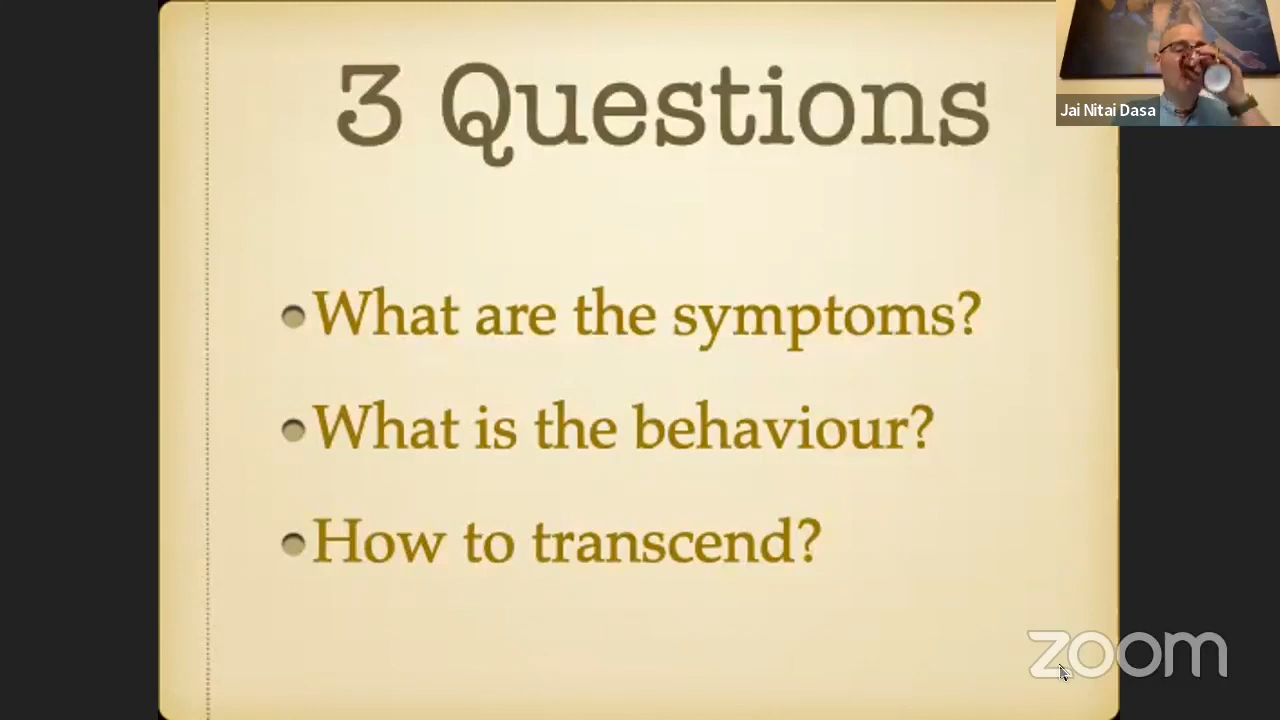 3 Questions
Jai Nitai Dasa
•What are the symptoms?
•What is the behaviour?
•How to transcend?
zoom